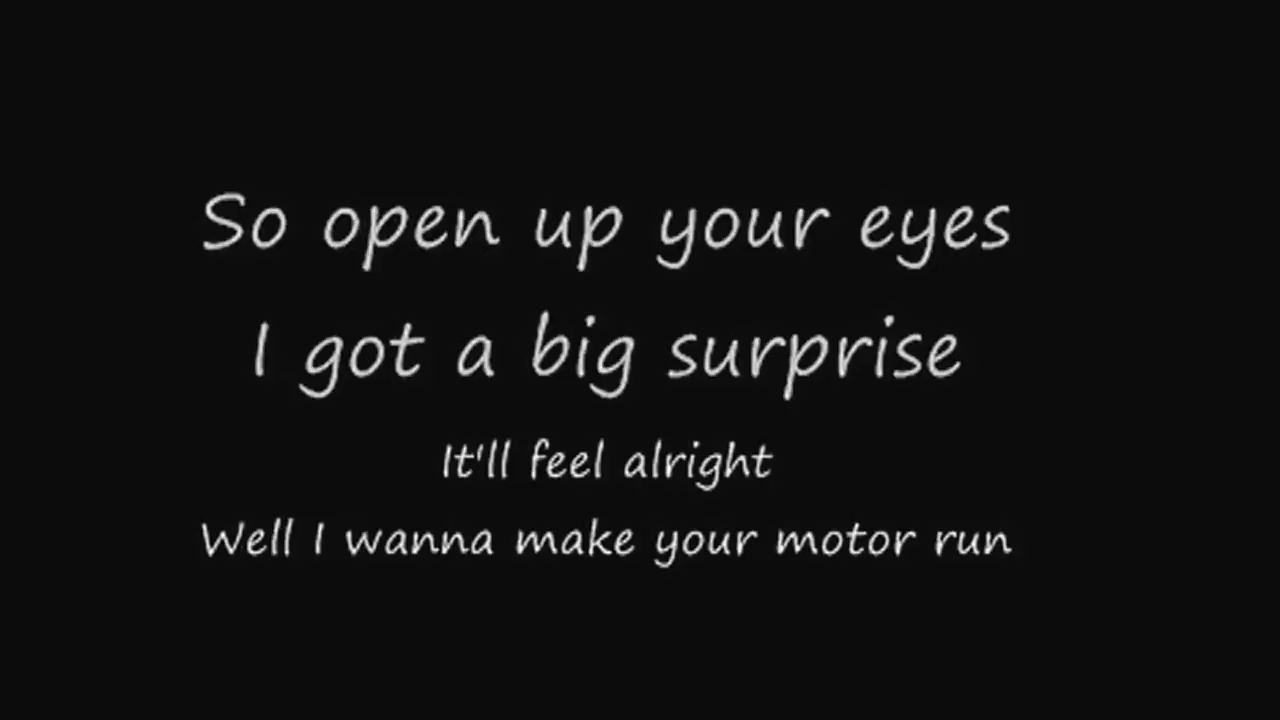 So open up your eyes
I got a big surprise
It'll feel alright
Well I wanna make your motor run